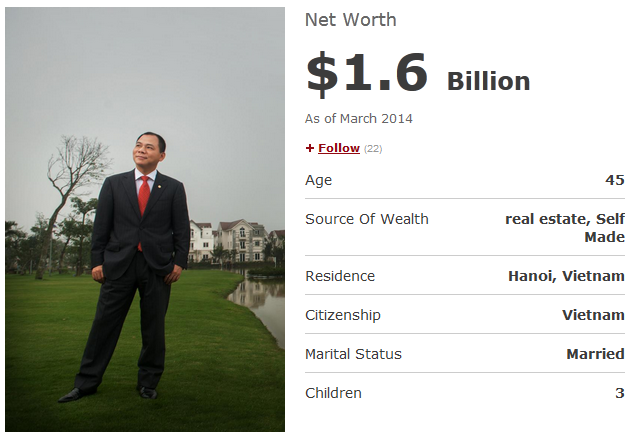 Net Worth
$1.6 Billion
As of March 2014
+ Follow (22)
Age 45
Source Of Wealth real estate, Self
Made
Residence Hanoi, Vietnam
Citizenship Vietnam
Marital Status Married
Children 3